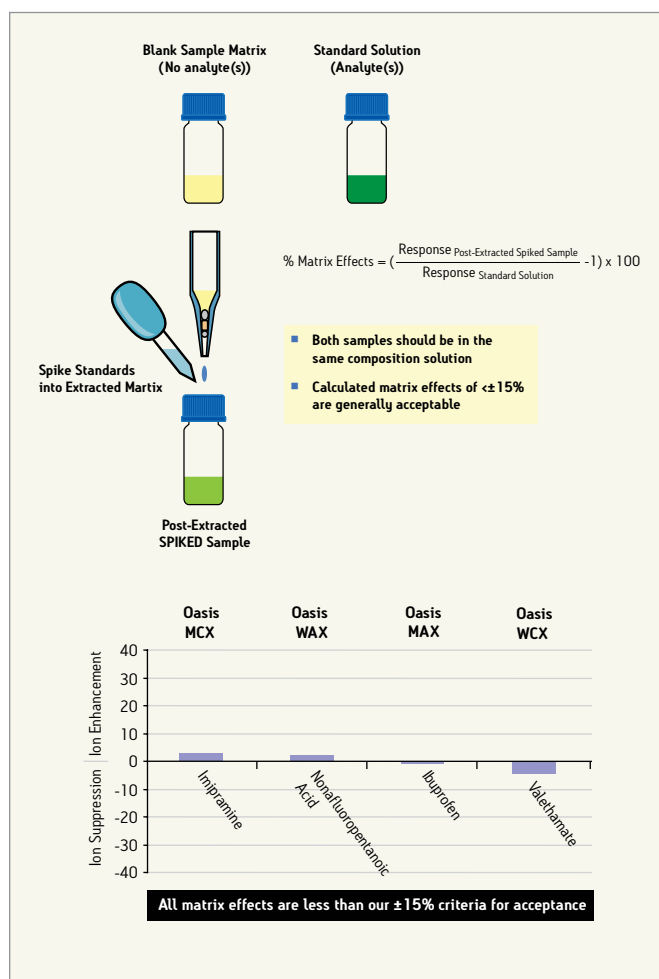 Blank Sample Matrix
(No analyte(s))
Standard Solution
(Analyte(s))
% Matrix Effects = (Response Post-Extracted Spiked Sample / Response Standard Solution -1) x 100
Spike Standards
into Extracted Martix
Both samples should be in the
same composition solution
Calculated matrix effects of <±15%
are generally acceptable
Post-Extracted
SPIKED Sample
Oasis
MCX
Oasis
WAX
Oasis
MAX
Oasis
WCX
Ion Enhancement
Ion Suppression
40
30
20
10
0
-10
-20
-30
-40
Imipramine
Nonafluoropentanoic
Acid
Ibuprofen
Valethamate
All matrix effects are less than our ±15% criteria for acceptance